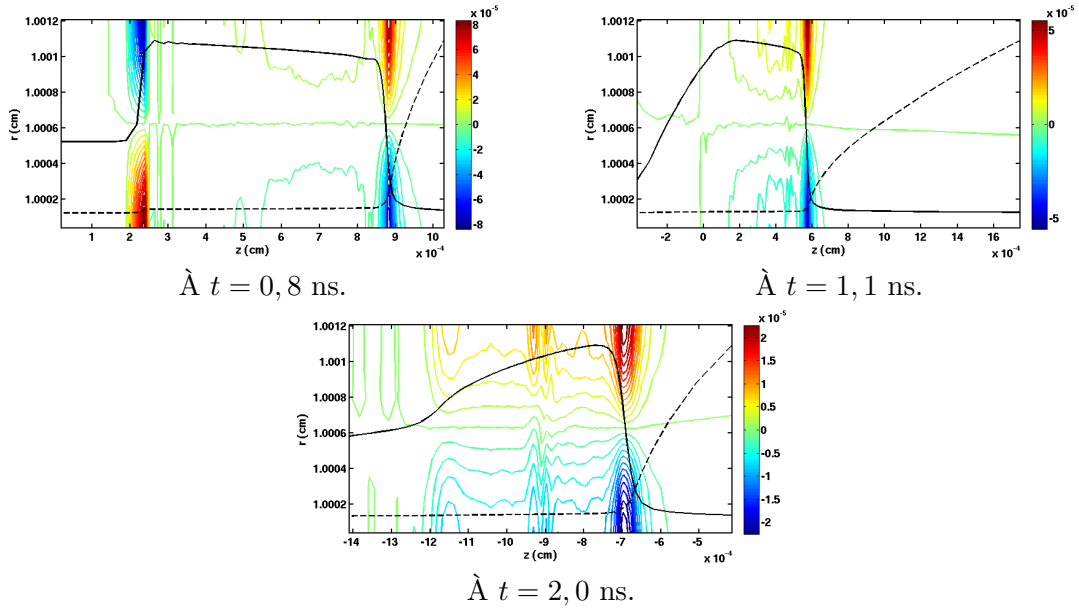 x 10⁻⁵
x 10⁻⁵
1.0012
1.001
1.0008
1.0006
1.0004
1.0002
r (cm)
8
6
4
2
0
-2
-4
-6
-8
1 2 3 4 5 6 7 8 9 10
z (cm)
x 10⁻⁴
1.0012
1.001
1.0008
1.0006
1.0004
1.0002
r (cm)
5
0
-5
-2 0 2 4 6 8 10 12 14 16
z (cm)
x 10⁻⁴
À t = 0, 8 ns.
À t = 1, 1 ns.
x 10⁻⁵
1.0012
1.001
1.0008
1.0006
1.0004
1.0002
r (cm)
2
1.5
1
0.5
0
-0.5
-1
-1.5
-2
-14 -13 -12 -11 -10 -9 -8 -7 -6 -5
z (cm)
x 10⁻⁴
À t = 2, 0 ns.